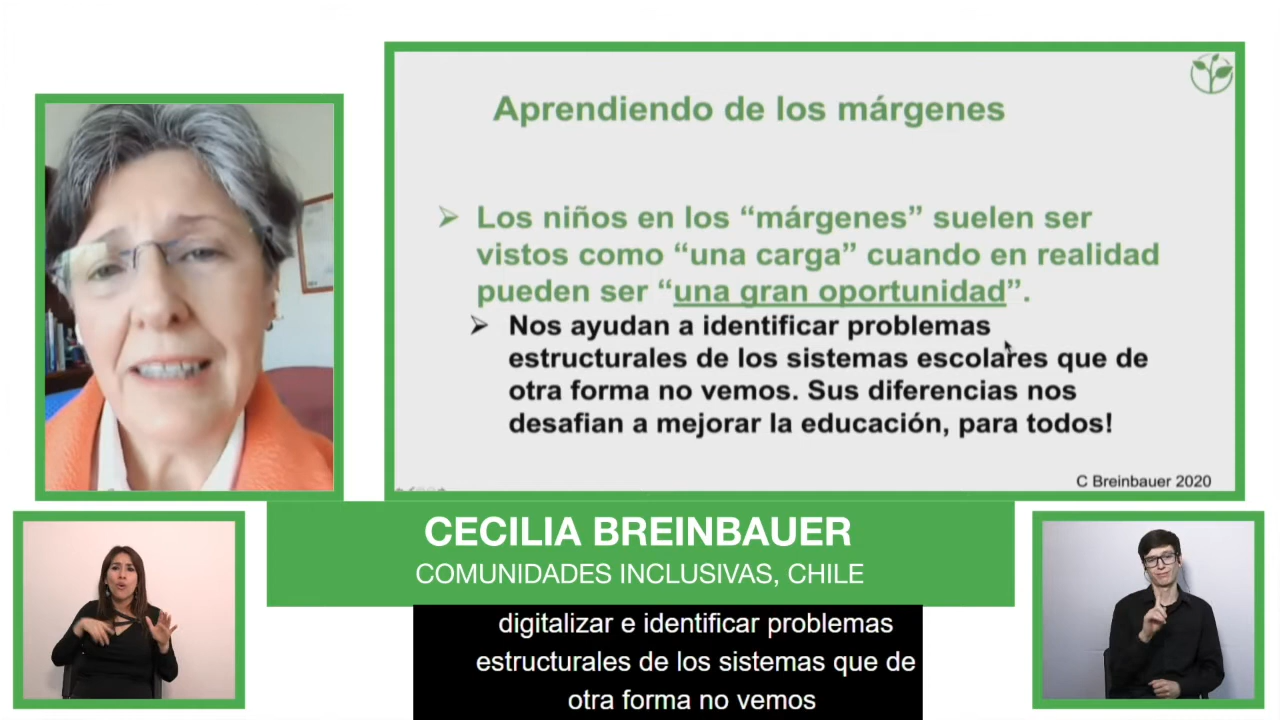 Aprendiendo de los márgenes
Los niños en los “márgenes” suelen ser
vistos como “una carga” cuando en realidad
pueden ser “una gran oportunidad”.
Nos ayudan a identificar problemas
estructurales de los sistemas escolares que de
otra forma no vemos. Sus diferencias nos
desafian a mejorar la educación, para todos!
C Breinbauer 2020
CECILIA BREINBAUER
COMUNIDADES INCLUSIVAS, CHILE
digitalizar e identificar problemas
estructurales de los sistemas que de
otra forma no vemos